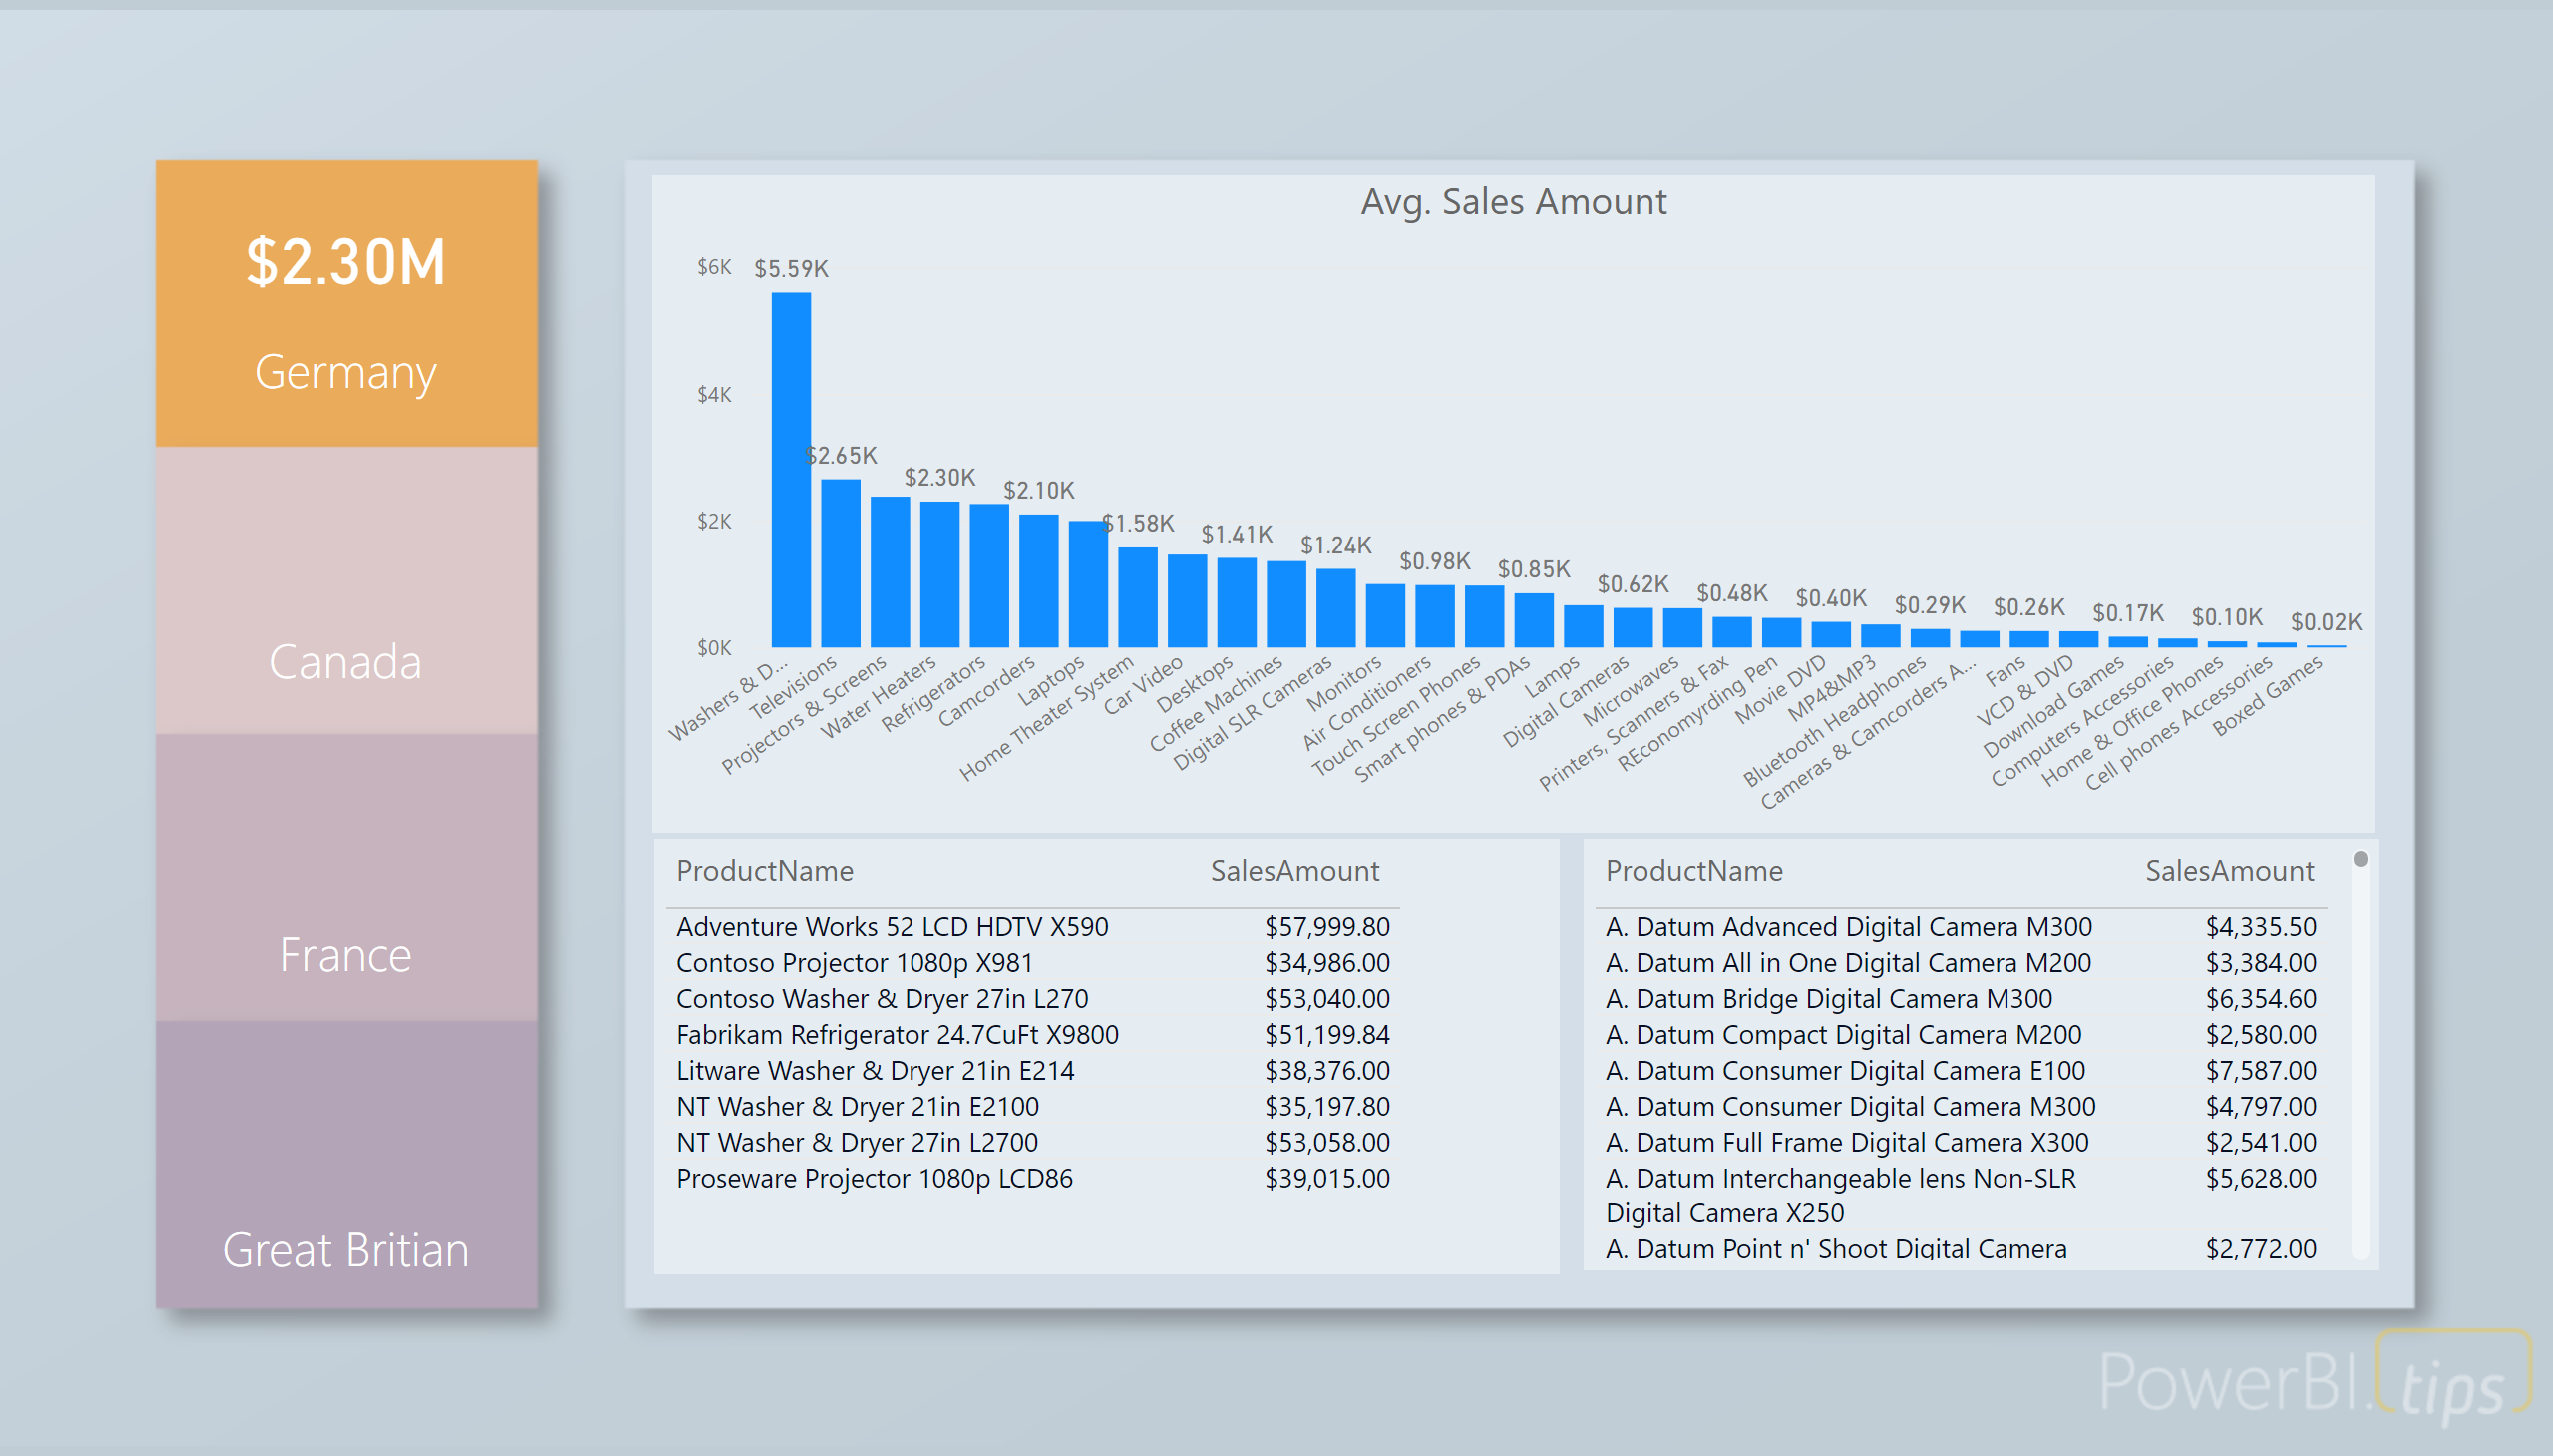 $2.30M
Germany
Canada
France
Great Britian
Avg. Sales Amount
$6K
$4K
$2K
$0K
$5.59K
$2.65K
$2.30K
$2.10K
$1.58K
$1.41K
$1.24K
$0.98K
$0.85K
$0.62K
$0.48K
$0.40K
$0.29K
$0.26K
$0.17K
$0.10K
$0.02K
Washers & D...
Televisions
Projectors & Screens
Water Heaters
Refrigerators
Camcorders
Laptops
Home Theater System
Car Video
Desktops
Coffee Machines
Digital SLR Cameras
Monitors
Air Conditioners
Touch Screen Phones
Smart phones & PDAs
Lamps
Digital Cameras
Microwaves
Printers, Scanners & Fax
REconomyrding Pen
Movie DVD
MP4&MP3
Bluetooth Headphones
Cameras & Camcorders A...
Fans
VCD & DVD
Download Games
Computers Accessories
Home & Office Phones
Cell phones Accessories
Boxed Games
ProductName SalesAmount
Adventure Works 52 LCD HDTV X590 $57,999.80
Contoso Projector 1080p X981 $34,986.00
Contoso Washer & Dryer 27in L270 $53,040.00
Fabrikam Refrigerator 24.7CuFt X9800 $51,199.84
Litware Washer & Dryer 21in E214 $38,376.00
NT Washer & Dryer 21in E2100 $35,197.80
NT Washer & Dryer 27in L2700 $53,058.00
Proseware Projector 1080p LCD86 $39,015.00
ProductName SalesAmount
A. Datum Advanced Digital Camera M300 $4,335.50
A. Datum All in One Digital Camera M200 $3,384.00
A. Datum Bridge Digital Camera M300 $6,354.60
A. Datum Compact Digital Camera M200 $2,580.00
A. Datum Consumer Digital Camera E100 $7,587.00
A. Datum Consumer Digital Camera M300 $4,797.00
A. Datum Full Frame Digital Camera X300 $2,541.00
A. Datum Interchangeable lens Non-SLR $5,628.00
Digital Camera X250
A. Datum Point n' Shoot Digital Camera $2,772.00
PowerBI.tips